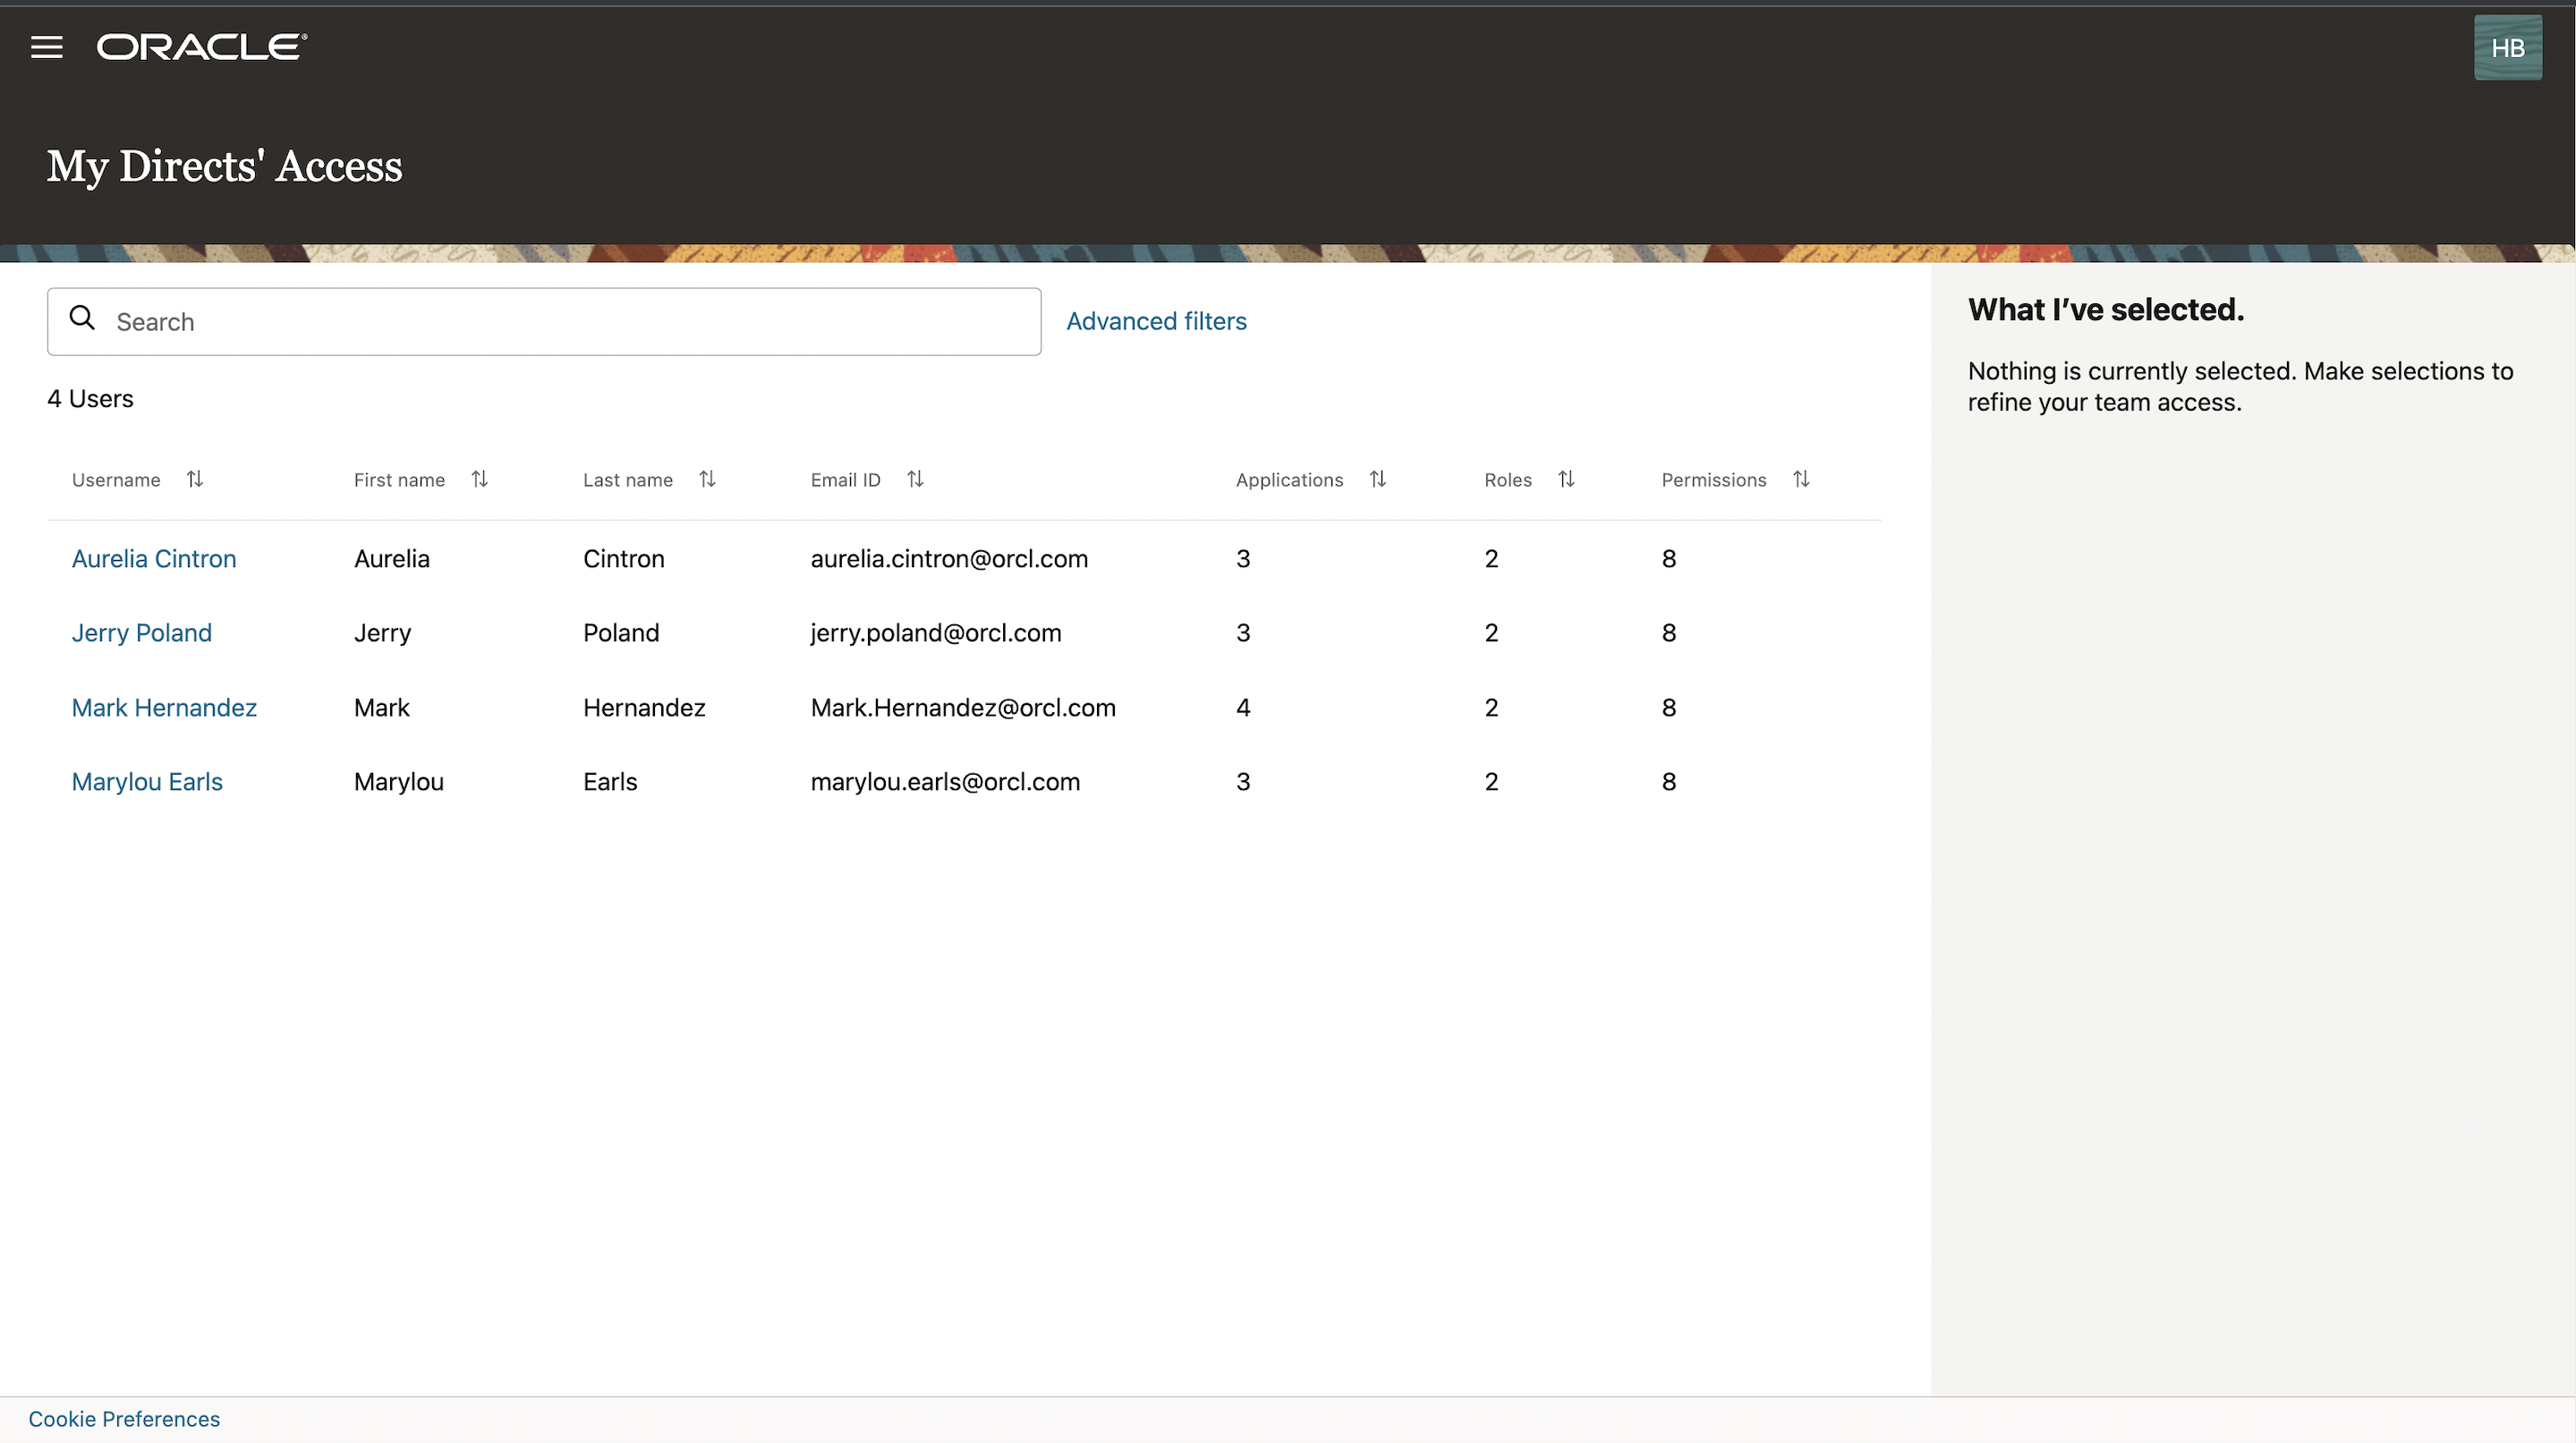 ORACLE
HB
My Directs' Access
Search
Advanced filters
4 Users
Username First name Last name Email ID Applications Roles Permissions
Aurelia Cintron Aurelia Cintron aurelia.cintron@orcl.com 3 2 8
Jerry Poland Jerry Poland jerry.poland@orcl.com 3 2 8
Mark Hernandez Mark Hernandez Mark.Hernandez@orcl.com 4 2 8
Marylou Earls Marylou Earls marylou.earls@orcl.com 3 2 8
What I’ve selected.
Nothing is currently selected. Make selections to
refine your team access.
Cookie Preferences